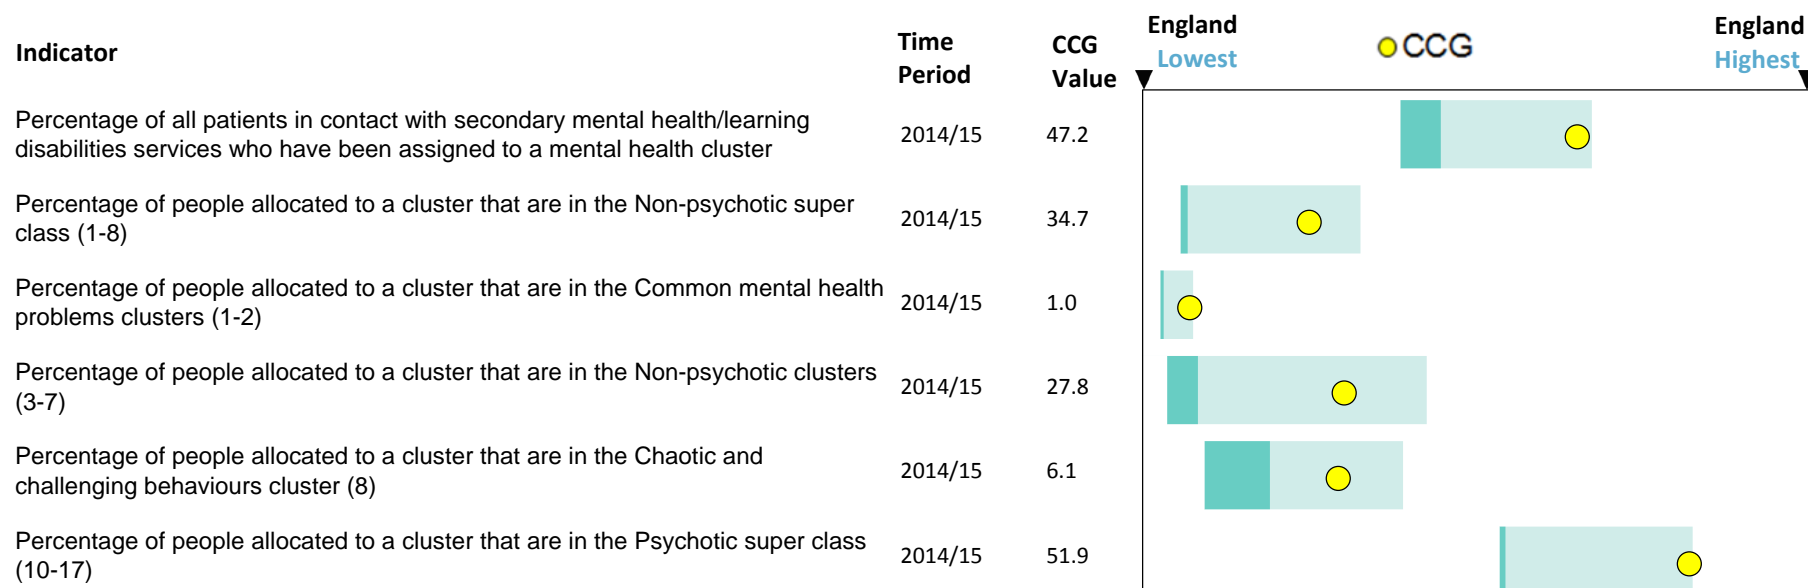 Indicator
Time
Period
CCG
Value
England
Lowest
CCG
England
Highest
Percentage of all patients in contact with secondary mental health/learning
disabilities services who have been assigned to a mental health cluster
2014/15
47.2
Percentage of people allocated to a cluster that are in the Non-psychotic super
class (1-8)
2014/15
34.7
Percentage of people allocated to a cluster that are in the Common mental health
problems clusters (1-2)
2014/15
1.0
Percentage of people allocated to a cluster that are in the Non-psychotic clusters
(3-7)
2014/15
27.8
Percentage of people allocated to a cluster that are in the Chaotic and
challenging behaviours cluster (8)
2014/15
6.1
Percentage of people allocated to a cluster that are in the Psychotic super class
(10-17)
2014/15
51.9